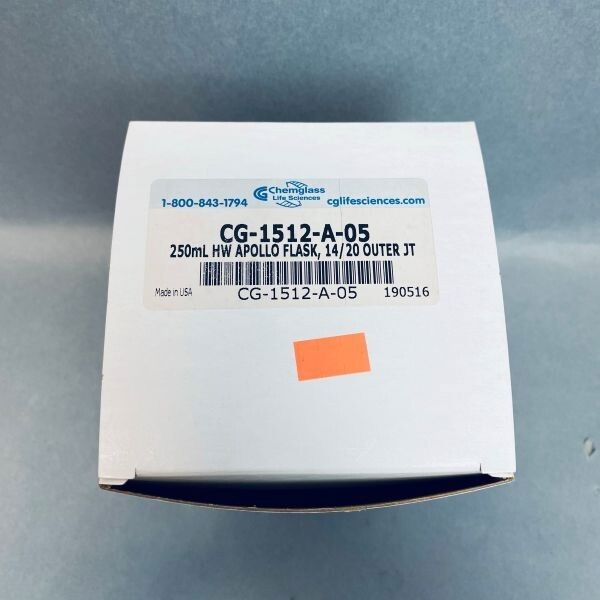 1-800-843-1794
CG Chemglass
Life Sciences
cglifesciences.com
CG-1512-A-05
250mL HW APOLLO FLASK, 14/20 OUTER JT
Made in USA
CG-1512-A-05
190516